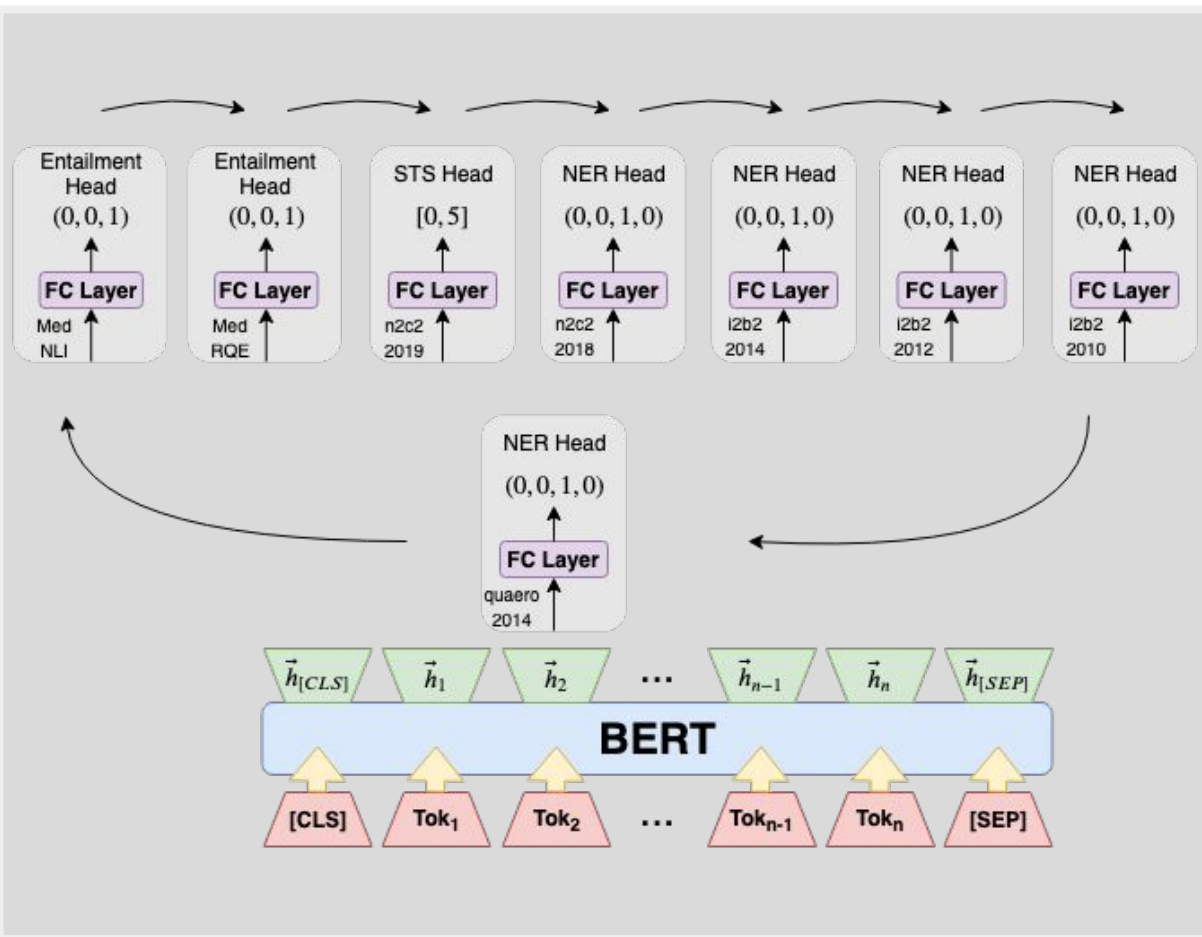 Entailment
Head
(0, 0, 1)
FC Layer
Med
NLI
Entailment
Head
(0, 0, 1)
FC Layer
Med
RQE
STS Head
[0, 5]
FC Layer
n2c2
2019
NER Head
(0, 0, 1, 0)
FC Layer
n2c2
2018
NER Head
(0, 0, 1, 0)
FC Layer
i2b2
2014
NER Head
(0, 0, 1, 0)
FC Layer
i2b2
2012
NER Head
(0, 0, 1, 0)
FC Layer
i2b2
2010
NER Head
(0, 0, 1, 0)
FC Layer
quaero
2014
h⃗[CLS] h⃗₁ h⃗₂ ... h⃗ₙ₋₁ h⃗ₙ h⃗[SEP]
BERT
[CLS] Tok₁ Tok₂ ... Tokₙ₋₁ Tokₙ [SEP]